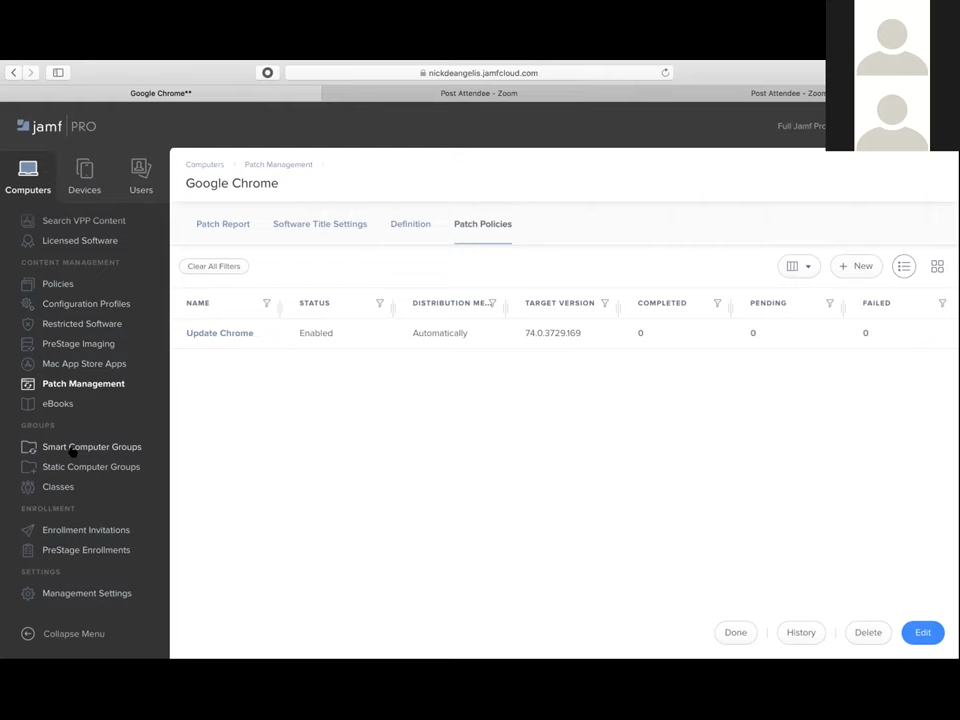 nickdeangelis.jamfcloud.com
Google Chrome**
Post Attendee - Zoom
Post Attendee - Zoom
jamf PRO
Full Jamf Pro
Computers
Devices
Users
Computers
Patch Management
Google Chrome
Patch Report
Software Title Settings
Definition
Patch Policies
Clear All Filters
New
NAME
STATUS
DISTRIBUTION ME...
TARGET VERSION
COMPLETED
PENDING
FAILED
Update Chrome
Enabled
Automatically
74.0.3729.169
0
0
0
Search VPP Content
Licensed Software
CONTENT MANAGEMENT
Policies
Configuration Profiles
Restricted Software
PreStage Imaging
Mac App Store Apps
Patch Management
eBooks
GROUPS
Smart Computer Groups
Static Computer Groups
Classes
ENROLLMENT
Enrollment Invitations
PreStage Enrollments
SETTINGS
Management Settings
Collapse Menu
Done
History
Delete
Edit